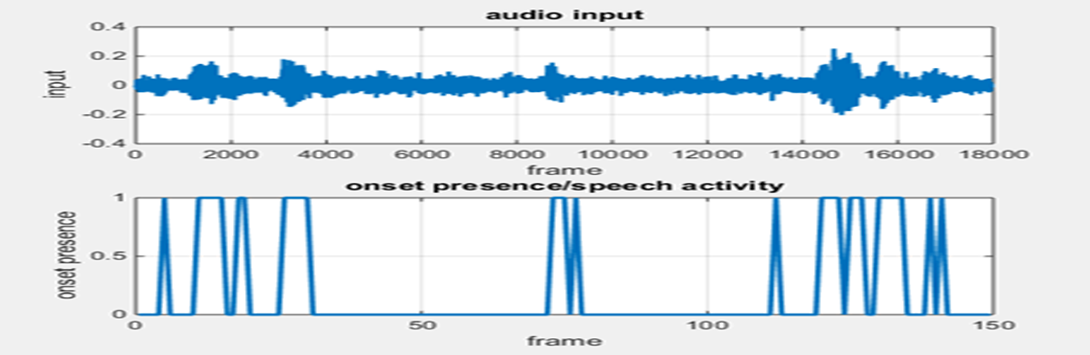 audio input
0.4
0.2
0
-0.2
-0.4
input
0 2000 4000 6000 8000 10000 12000 14000 16000 18000
frame
onset presence/speech activity
1
0.5
0
onset presence
0 50 100 150
frame